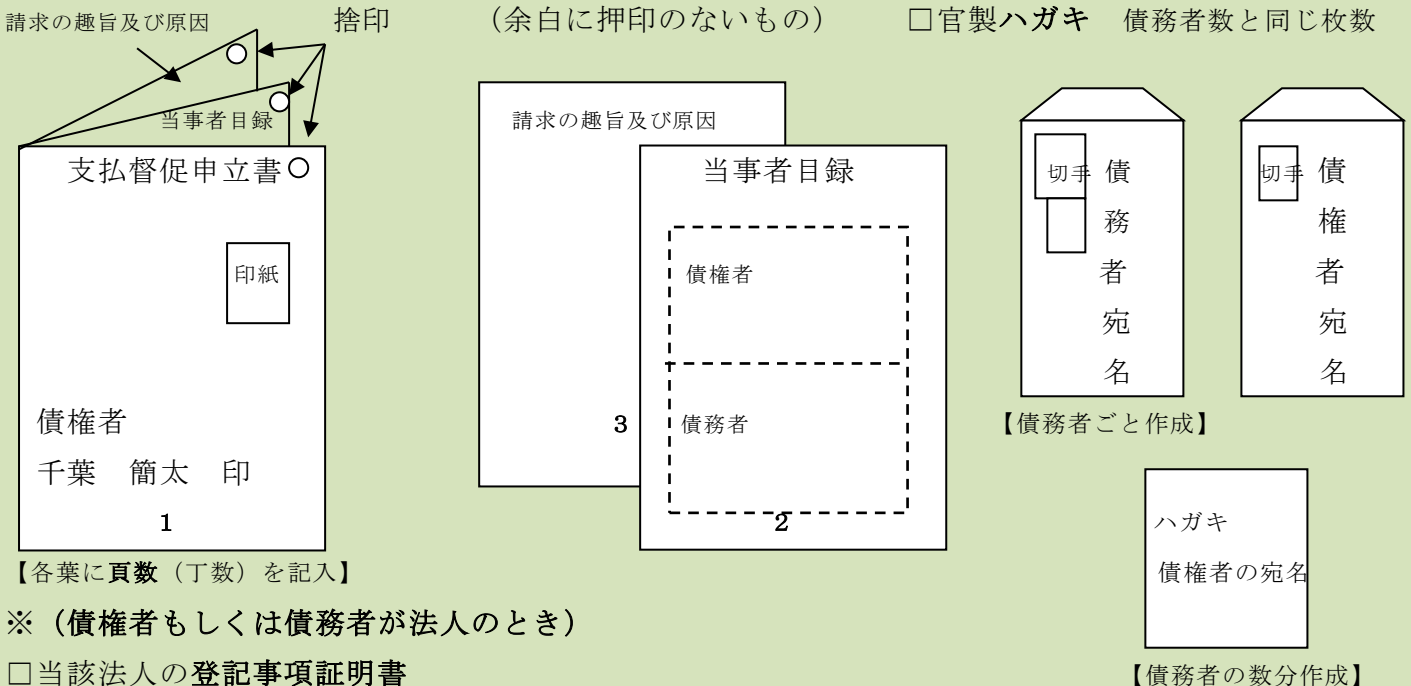 請求の趣旨及び原因
捨印
（余白に押印のないもの）
□官製ハガキ　債務者数と同じ枚数
当事者目録
支払督促申立書
印紙
債権者
千葉　簡太　印
1
【各葉に頁数（丁数）を記入】
請求の趣旨及び原因
3
当事者目録
債権者
債務者
2
切手
債務者宛名
切手
債権者宛名
【債務者ごと作成】
ハガキ
債権者の宛名
【債務者の数分作成】
※（債権者もしくは債務者が法人のとき）
□当該法人の登記事項証明書